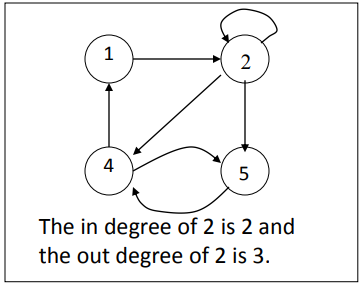 1
2
4
5
The in degree of 2 is 2 and
the out degree of 2 is 3.